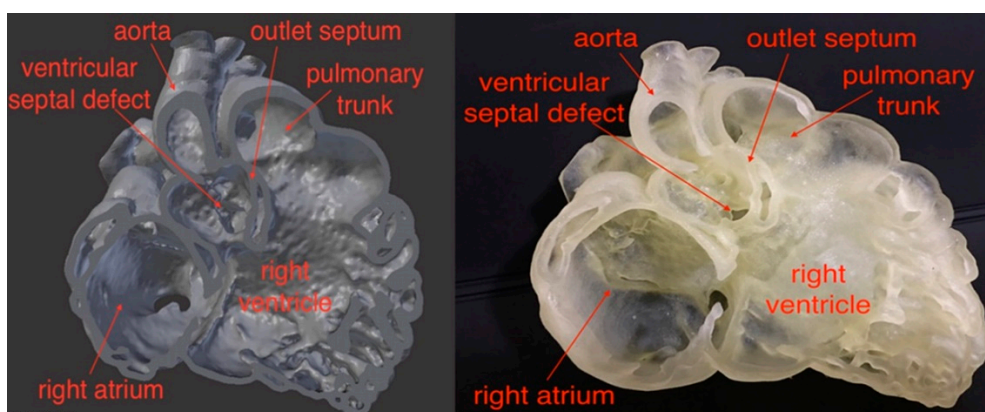 aorta
outlet septum
ventricular
septal defect
pulmonary
trunk
right
ventricle
right atrium
aorta
outlet septum
ventricular
septal defect
pulmonary
trunk
right
ventricle
right atrium